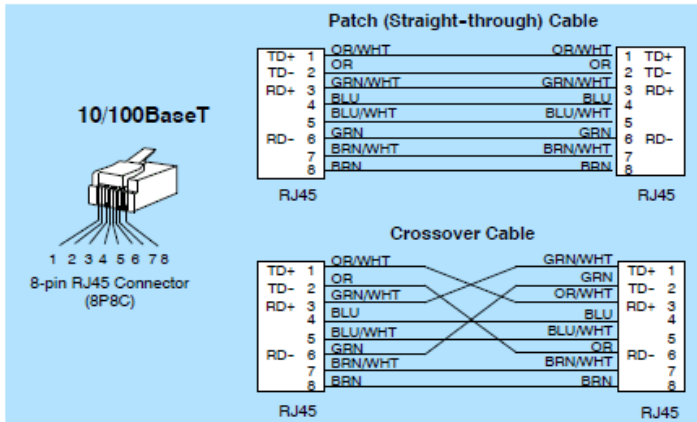 Patch (Straight-through) Cable
TD+ 1 OR/WHT OR/WHT 1 TD+
TD- 2 OR OR 2 TD-
RD+ 3 GRN/WHT GRN/WHT 3 RD+
4 BLU BLU 4
5 BLU/WHT BLU/WHT 5
RD- 6 GRN GRN 6 RD-
7 BRN/WHT BRN/WHT 7
8 BRN BRN 8
RJ45 RJ45
10/100BaseT
1 2 3 4 5 6 7 8
8-pin RJ45 Connector
(8P8C)
Crossover Cable
TD+ 1 OR/WHT GRN/WHT 1 TD+
TD- 2 OR GRN 2 TD-
RD+ 3 GRN/WHT OR/WHT 3 RD+
4 BLU BLU 4
5 BLU/WHT BLU/WHT 5
RD- 6 GRN OR 6 RD-
7 BRN/WHT BRN/WHT 7
8 BRN BRN 8
RJ45 RJ45